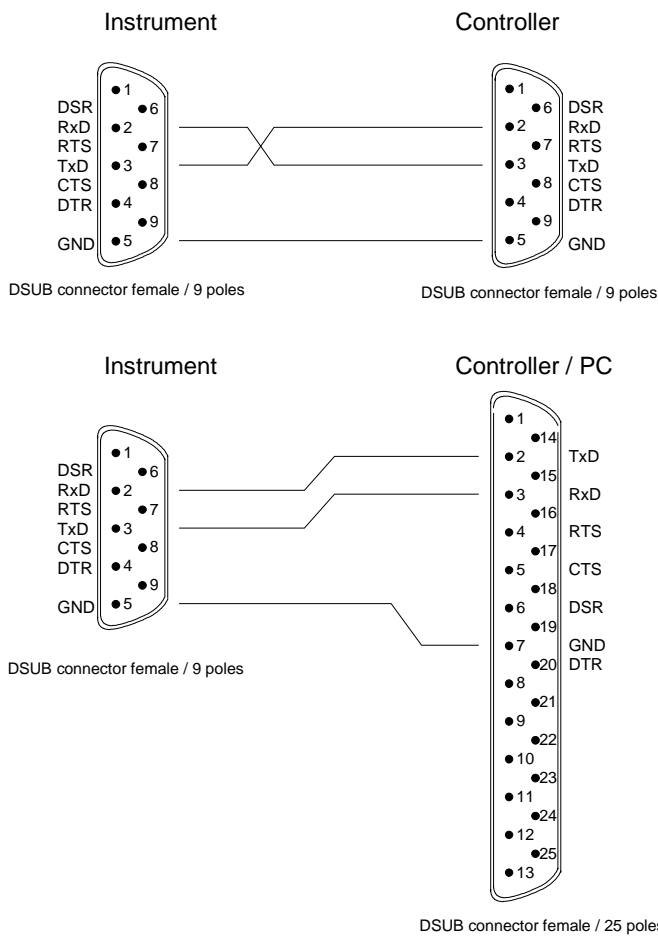 Instrument
Controller
1
6
DSR
2
RxD
7
RTS
3
TxD
8
CTS
4
DTR
9
5
GND
1
6
DSR
2
RxD
7
RTS
3
TxD
8
CTS
4
DTR
9
5
GND
DSUB connector female / 9 poles
DSUB connector female / 9 poles
Instrument
Controller / PC
1
6
DSR
2
RxD
7
RTS
3
TxD
8
CTS
4
DTR
9
5
GND
DSUB connector female / 9 poles
1
14
2
TxD
15
3
RxD
16
4
RTS
17
5
CTS
18
6
DSR
19
7
GND
20
DTR
8
21
9
22
10
23
11
24
12
25
13
DSUB connector female / 25 poles